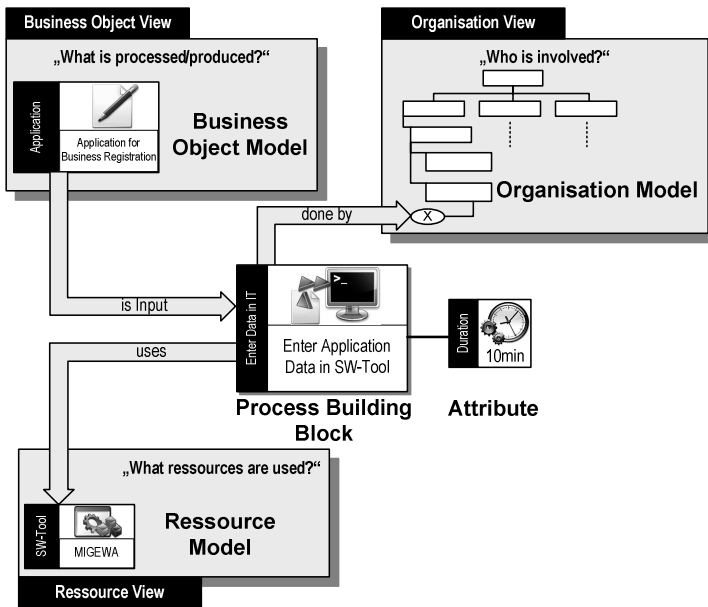 Business Object View
„What is processed/produced?“
Application
Application for
Business Registration
Business
Object Model
Organisation View
„Who is involved?“
Organisation Model
X
done by
is Input
uses
Enter Data in IT
>_
Enter Application
Data in SW-Tool
Process Building
Block
Duration
10min
Attribute
„What ressources are used?“
SW-Tool
MIGEWA
Ressource
Model
Ressource View